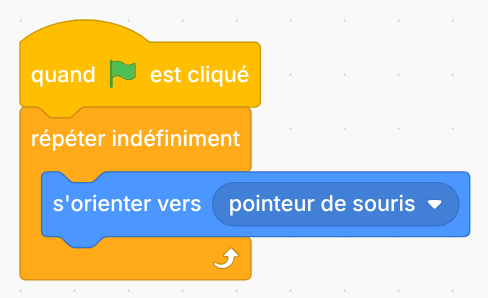 quand est cliqué
répéter indéfiniment
s'orienter vers pointeur de souris